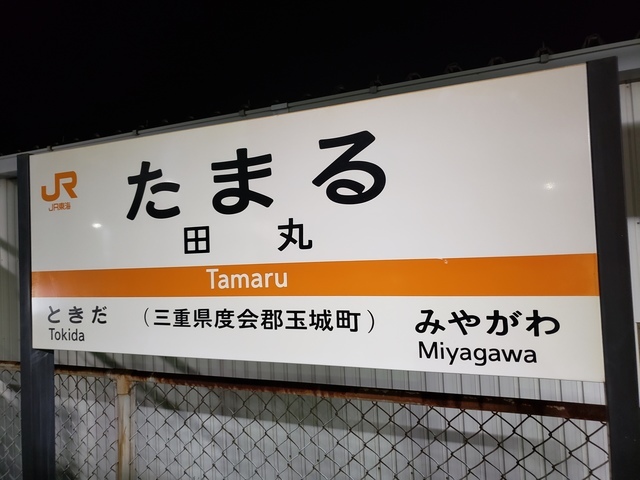 JR
JR東海
たまる
田丸
Tamaru
ときだ
Tokida
(三重県度会郡玉城町)
みやがわ
Miyagawa